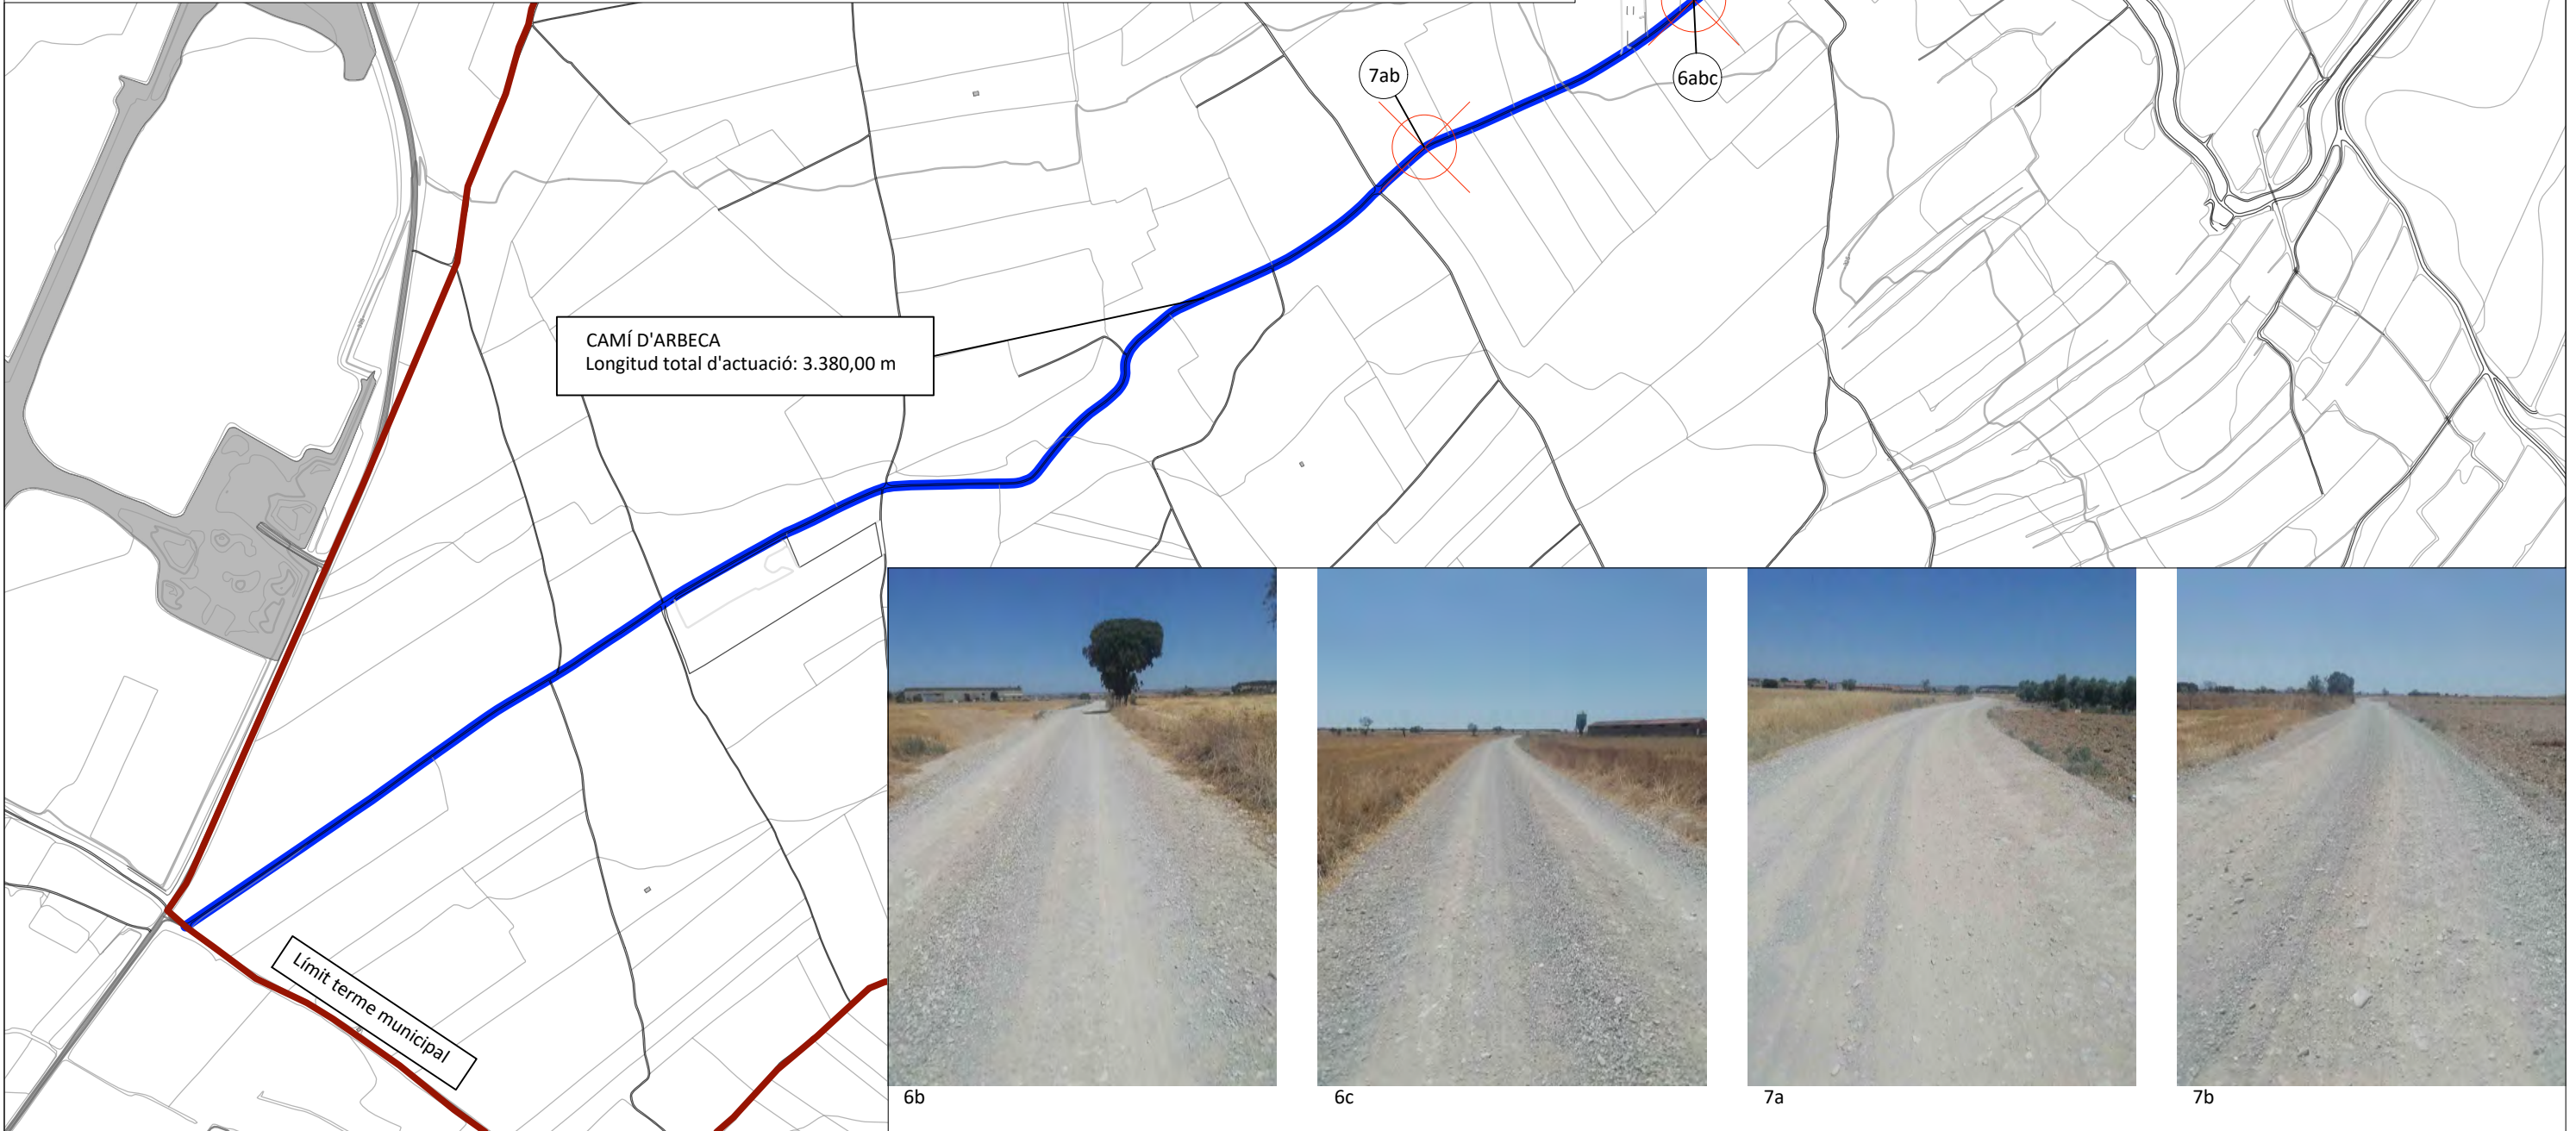 7ab
6abc
CAMÍ D'ARBECA
Longitud total d'actuació: 3.380,00 m
Límit terme municipal
6b
6c
7a
7b